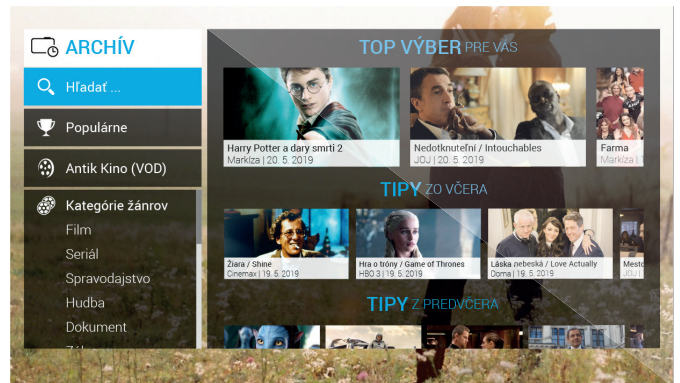 ARCHÍV
Hľadať ...
Populárne
Antik Kino (VOD)
Kategórie žánrov
Film
Seriál
Spravodajstvo
Hudba
Dokument
TOP VÝBER PRE VÁS
Harry Potter a dary smrti 2
Markíza | 20. 5. 2019
Nedotknuteľní / Intouchables
JOJ | 20. 5. 2019
Farma
Markíza | 1
TIPY ZO VČERA
Žiara / Shine
Cinemax | 19. 5. 2019
Hra o tróny / Game of Thrones
HBO 3 | 19. 5. 2019
Láska nebeská / Love Actually
Doma | 19. 5. 2019
Mesto
JOJ |
TIPY Z PREDVČERA